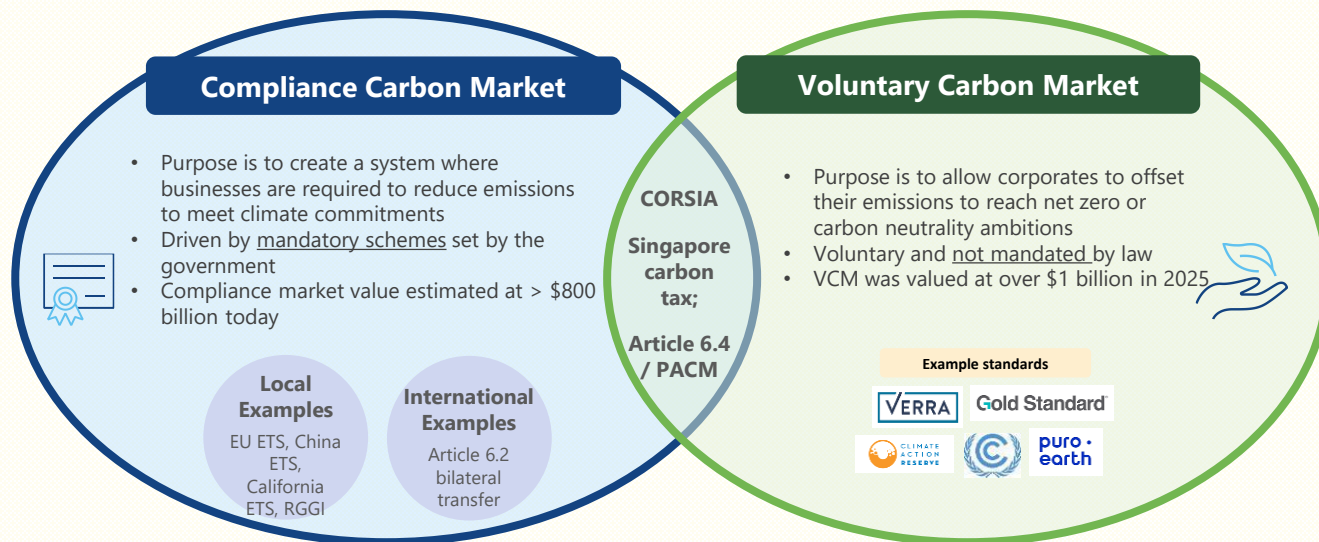 Compliance Carbon Market
• Purpose is to create a system where
businesses are required to reduce emissions
to meet climate commitments
• Driven by mandatory schemes set by the
government
• Compliance market value estimated at > $800
billion today
Local
Examples
EU ETS, China
ETS,
California
ETS, RGGI
International
Examples
Article 6.2
bilateral
transfer
CORSIA
Singapore
carbon
tax;
Article 6.4
/ PACM
Voluntary Carbon Market
• Purpose is to allow corporates to offset
their emissions to reach net zero or
carbon neutrality ambitions
• Voluntary and not mandated by law
• VCM was valued at over $1 billion in 2025
Example standards
VERRA
Gold Standard
CLIMATE
ACTION
RESERVE
puro·
earth